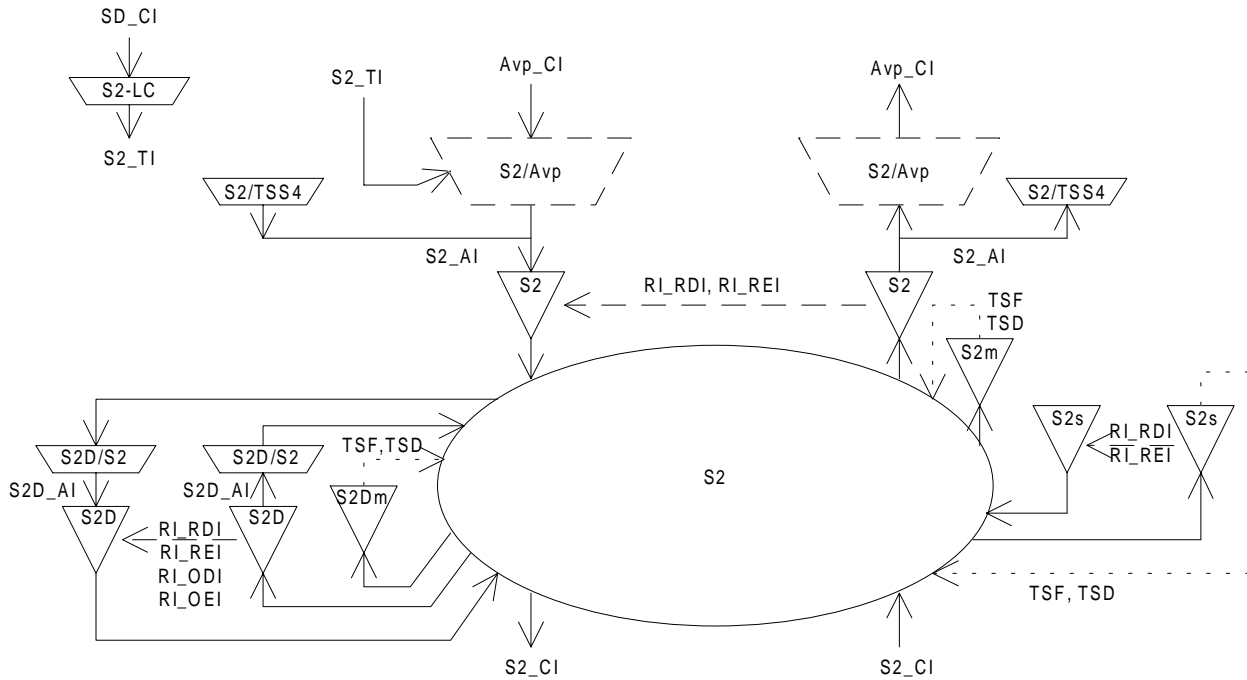 SD_CI
S2-LC
S2_TI
S2_TI
Avp_CI
Avp_CI
S2/Avp
S2/Avp
S2/TSS4
S2/TSS4
S2_AI
S2_AI
S2
RI_RDI, RI_REI
S2
TSF
TSD
S2m
S2s
RI_RDI
RI_REI
S2s
S2D/S2
S2D/S2
TSF,TSD
S2
S2D_AI
S2D_AI
S2Dm
S2D
RI_RDI
RI_REI
RI_ODI
RI_OEI
S2D
TSF, TSD
S2_CI
S2_CI